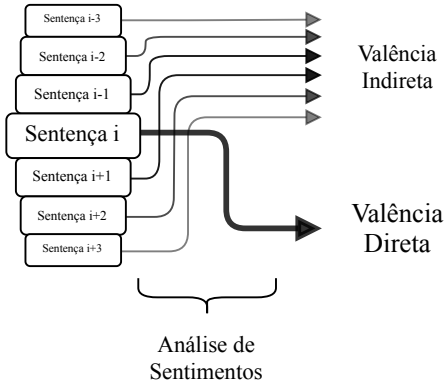 Sentença i-3
Sentença i-2
Sentença i-1
Sentença i
Sentença i+1
Sentença i+2
Sentença i+3
Valência
Indireta
Valência
Direta
Análise de
Sentimentos